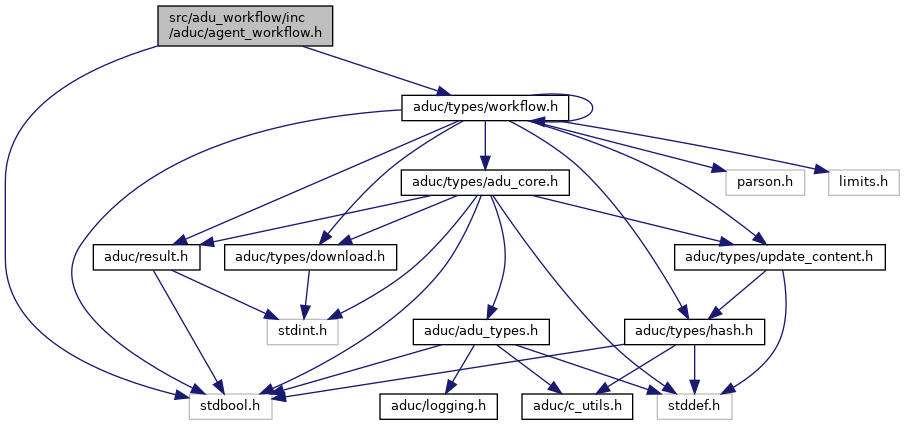 src/adu_workflow/inc
/aduc/agent_workflow.h
aduc/types/workflow.h
aduc/types/adu_core.h
parson.h
limits.h
aduc/result.h
aduc/types/download.h
aduc/types/update_content.h
stdint.h
aduc/adu_types.h
aduc/types/hash.h
stdbool.h
aduc/logging.h
aduc/c_utils.h
stddef.h